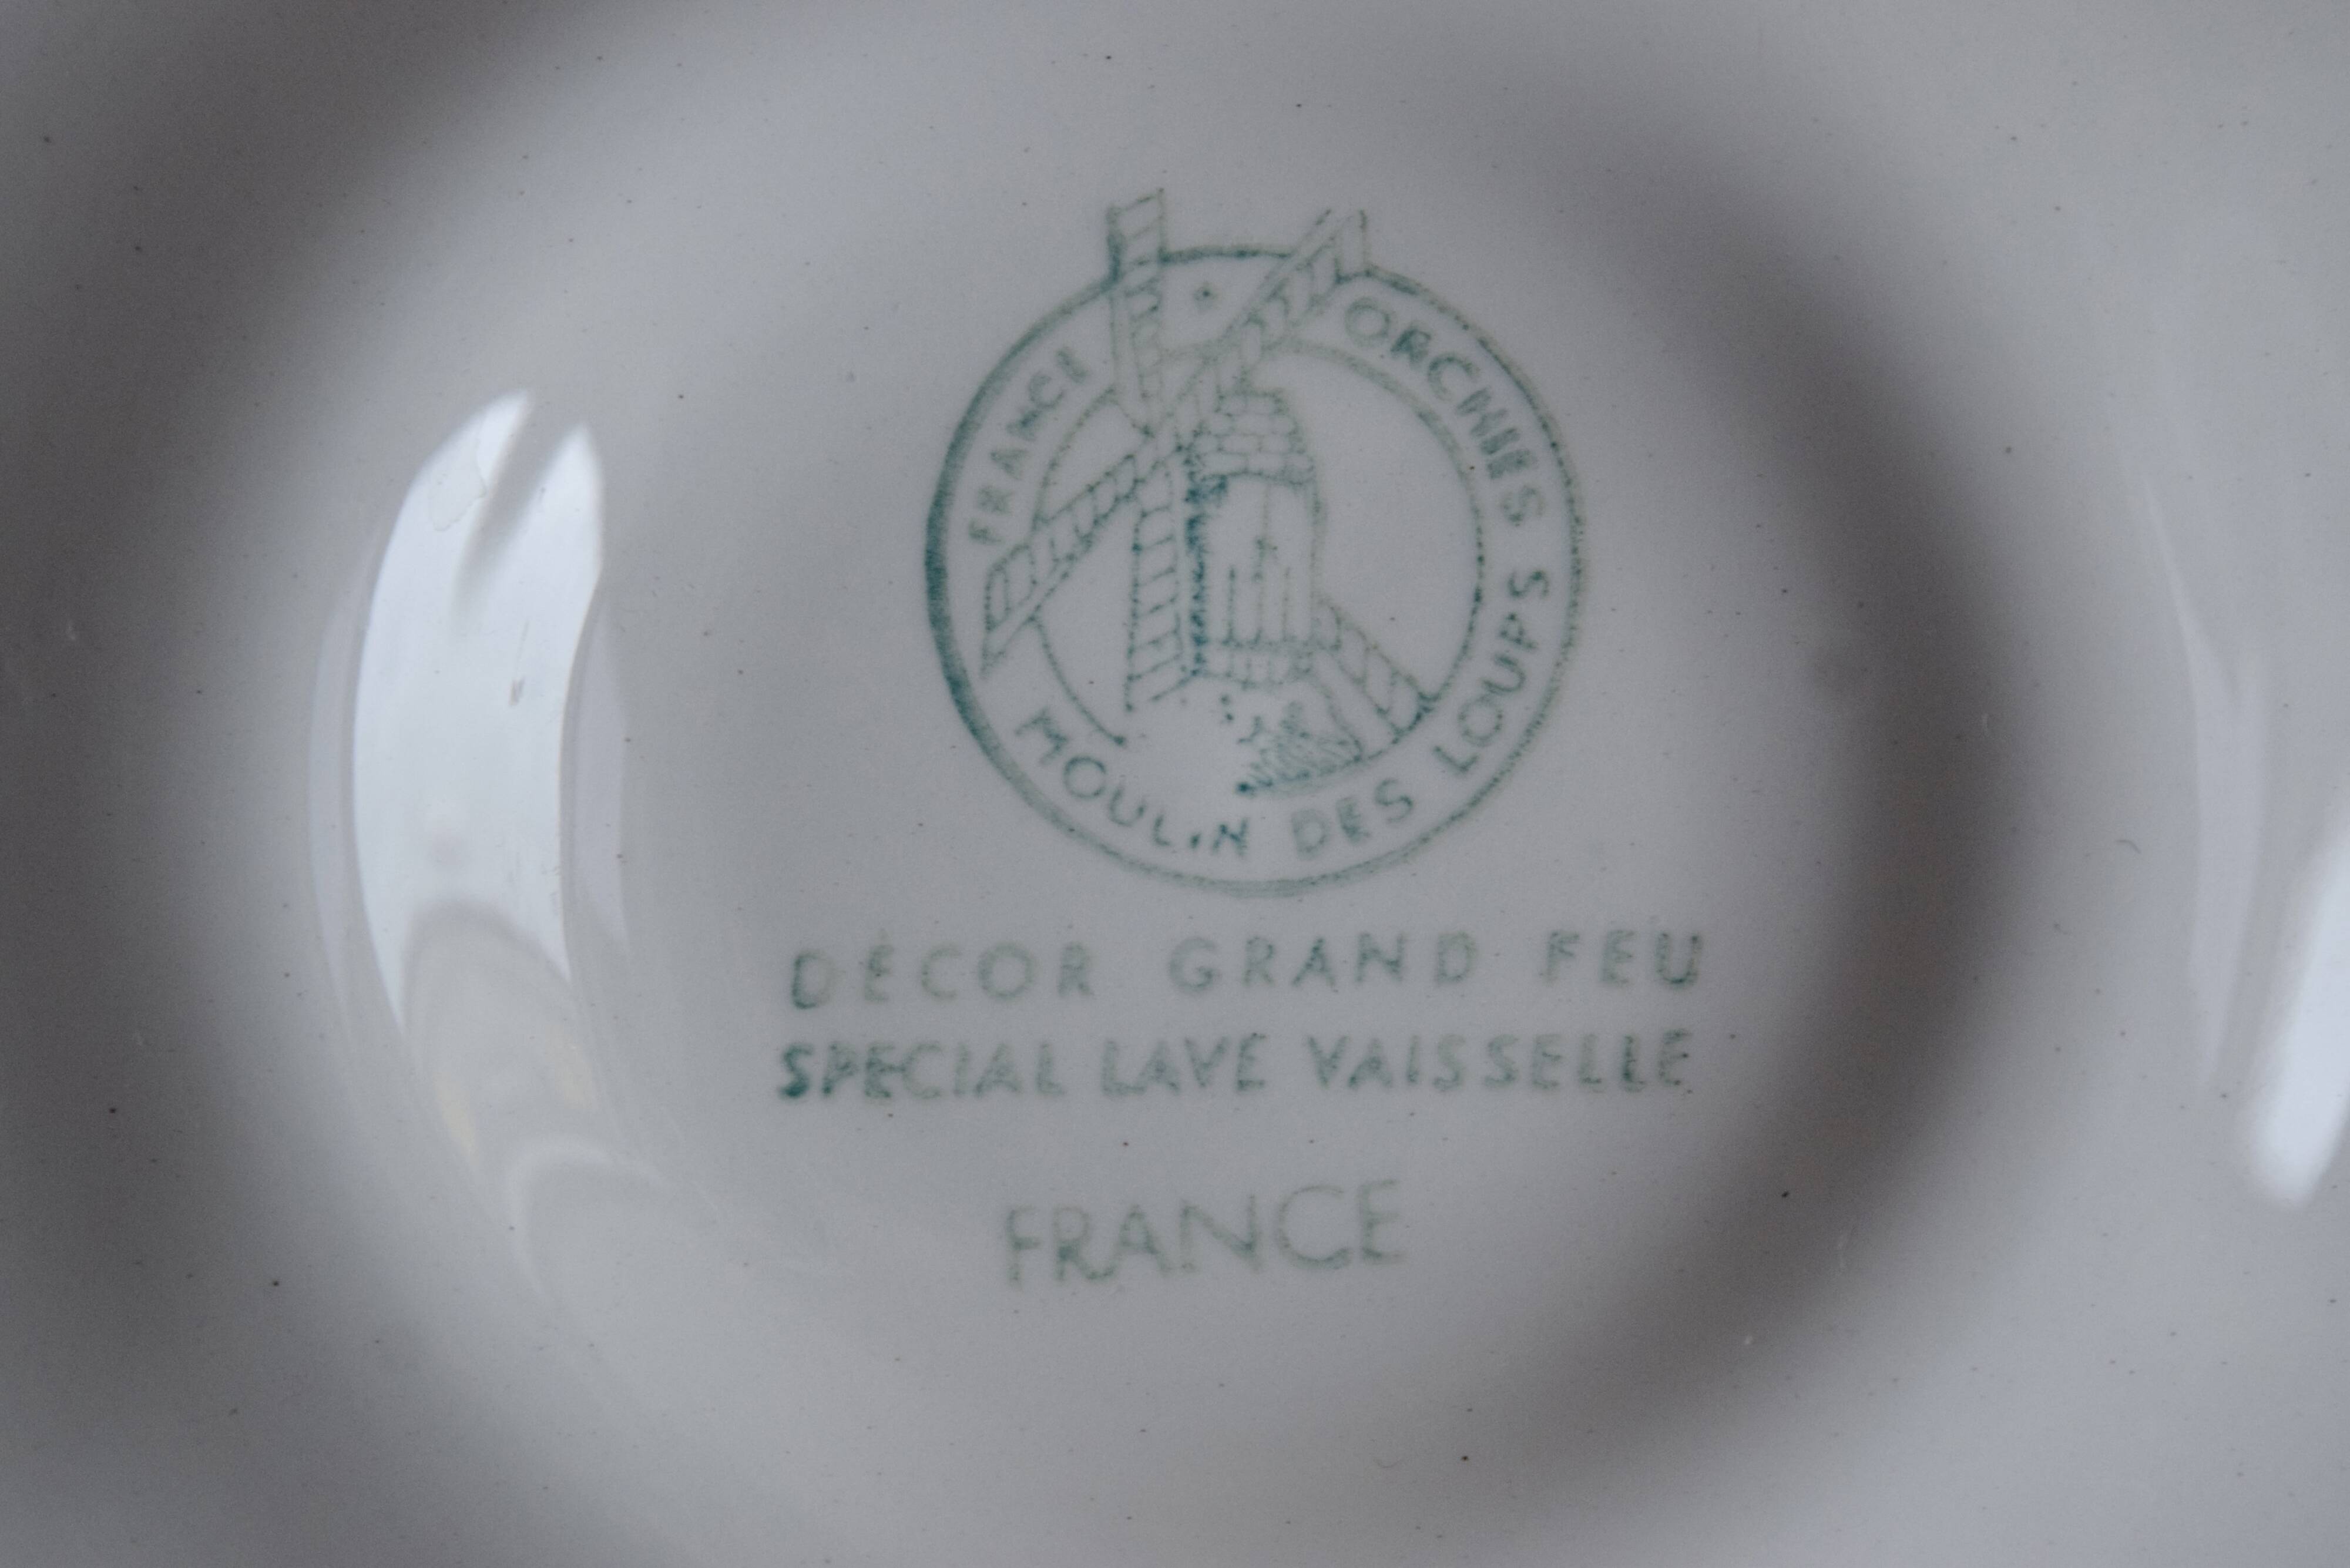 FRANCE
ORCHIES
MOULIN DES LOUPS
DÉCOR GRAND FEU
SPECIAL LAVE VAISSELLE
FRANCE